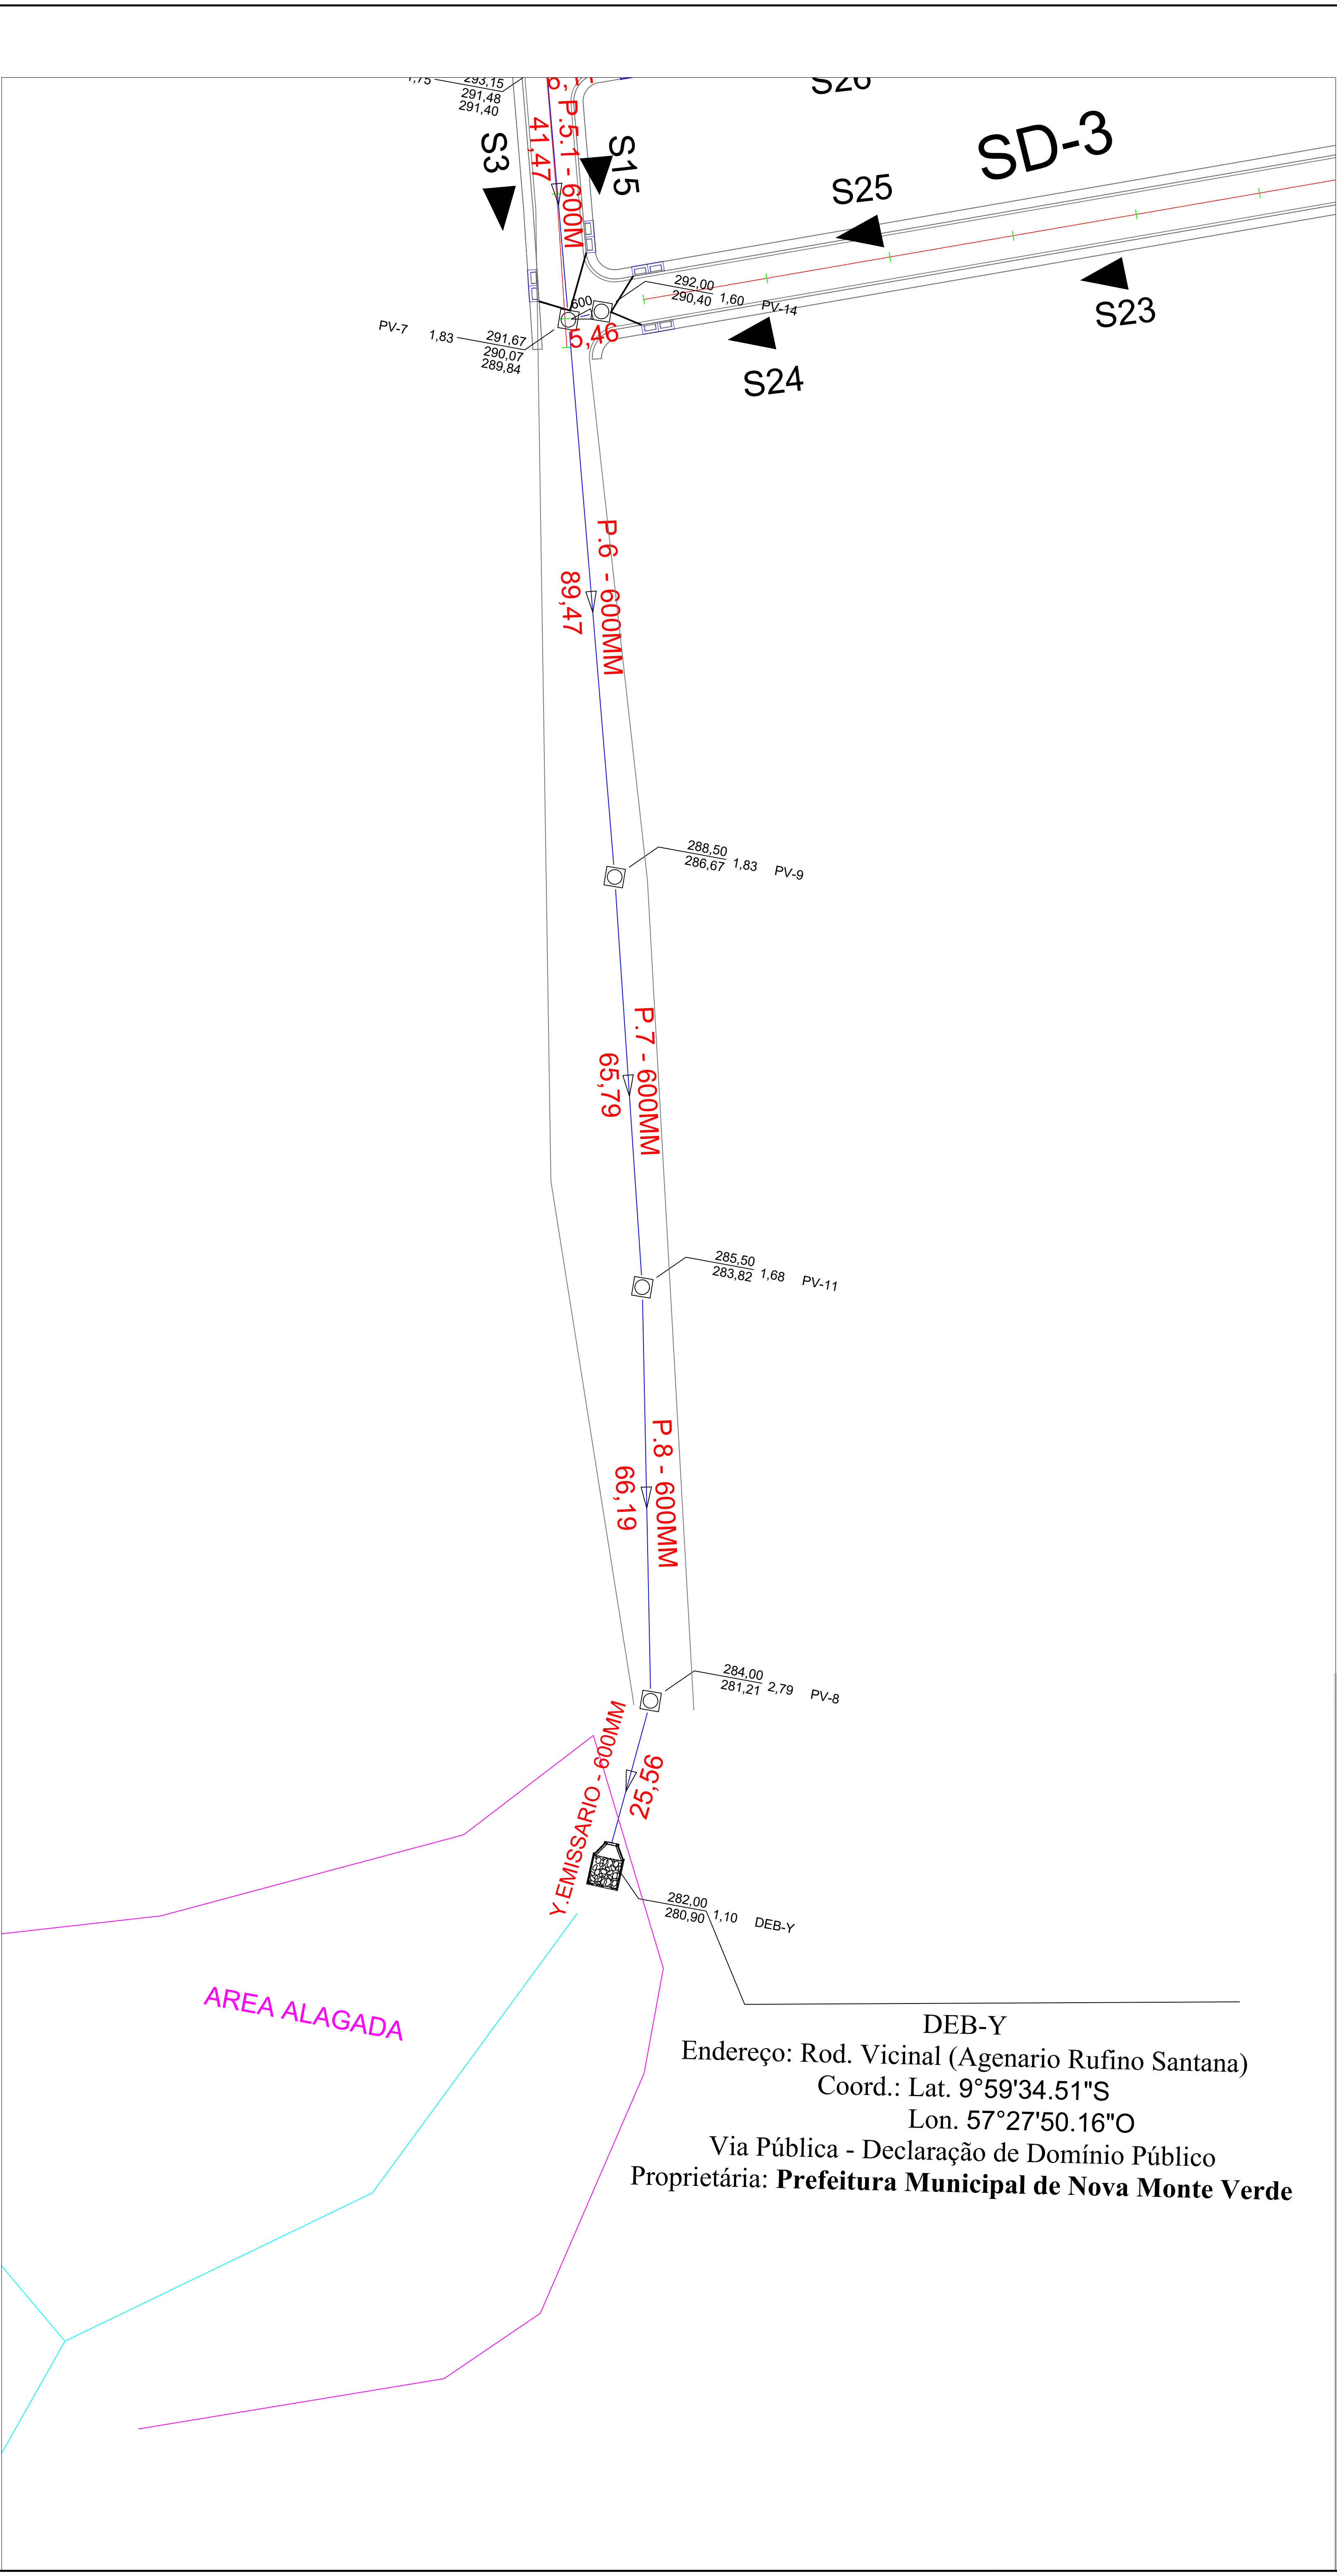 293,15
291,48
291,40
S26
SD-3
S3
P.5.1 - 600M
41,47
S15
S25
S23
S24
292,00
290,40 1,60 PV-14
600
5,46
PV-7 1,83 291,67
290,07
289,84
P.6 - 600MM
89,47
288,50
286,67 1,83 PV-9
P.7 - 600MM
65,79
285,50
283,82 1,68 PV-11
P.8 - 600MM
66,19
284,00
281,21 2,79 PV-8
Y.EMISSARIO - 600MM
25,56
282,00
280,90 1,10 DEB-Y
AREA ALAGADA
DEB-Y
Endereço: Rod. Vicinal (Agenario Rufino Santana)
Coord.: Lat. 9°59'34.51"S
Lon. 57°27'50.16"O
Via Pública - Declaração de Domínio Público
Proprietária: Prefeitura Municipal de Nova Monte Verde